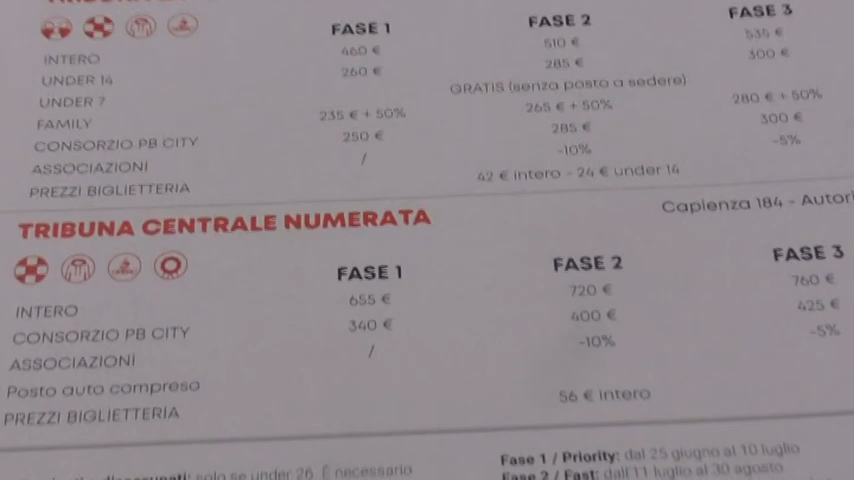 FASE 1 FASE 2 FASE 3
INTERO 460 € 510 € 535 €
UNDER 14 260 € 285 € 300 €
UNDER 7 GRATIS (senza posto a sedere)
FAMILY 235 € + 50% 265 € + 50% 280 € + 50%
CONSORZIO PB CITY 250 € 285 € 300 €
ASSOCIAZIONI / -10% -5%
PREZZI BIGLIETTERIA 42 € intero - 24 € under 14
TRIBUNA CENTRALE NUMERATA Capienza 184 -
FASE 1 FASE 2 FASE 3
INTERO 655 € 720 € 760 €
CONSORZIO PB CITY 340 € 400 € 425 €
ASSOCIAZIONI / -10% -5%
Posto auto compreso
PREZZI BIGLIETTERIA 56 € intero
Fase 1 / Priority: dal 25 giugno al 10 luglio
solo se under 26. È necessario
Fase 2 / Fast: dall'11 luglio al 30 agosto